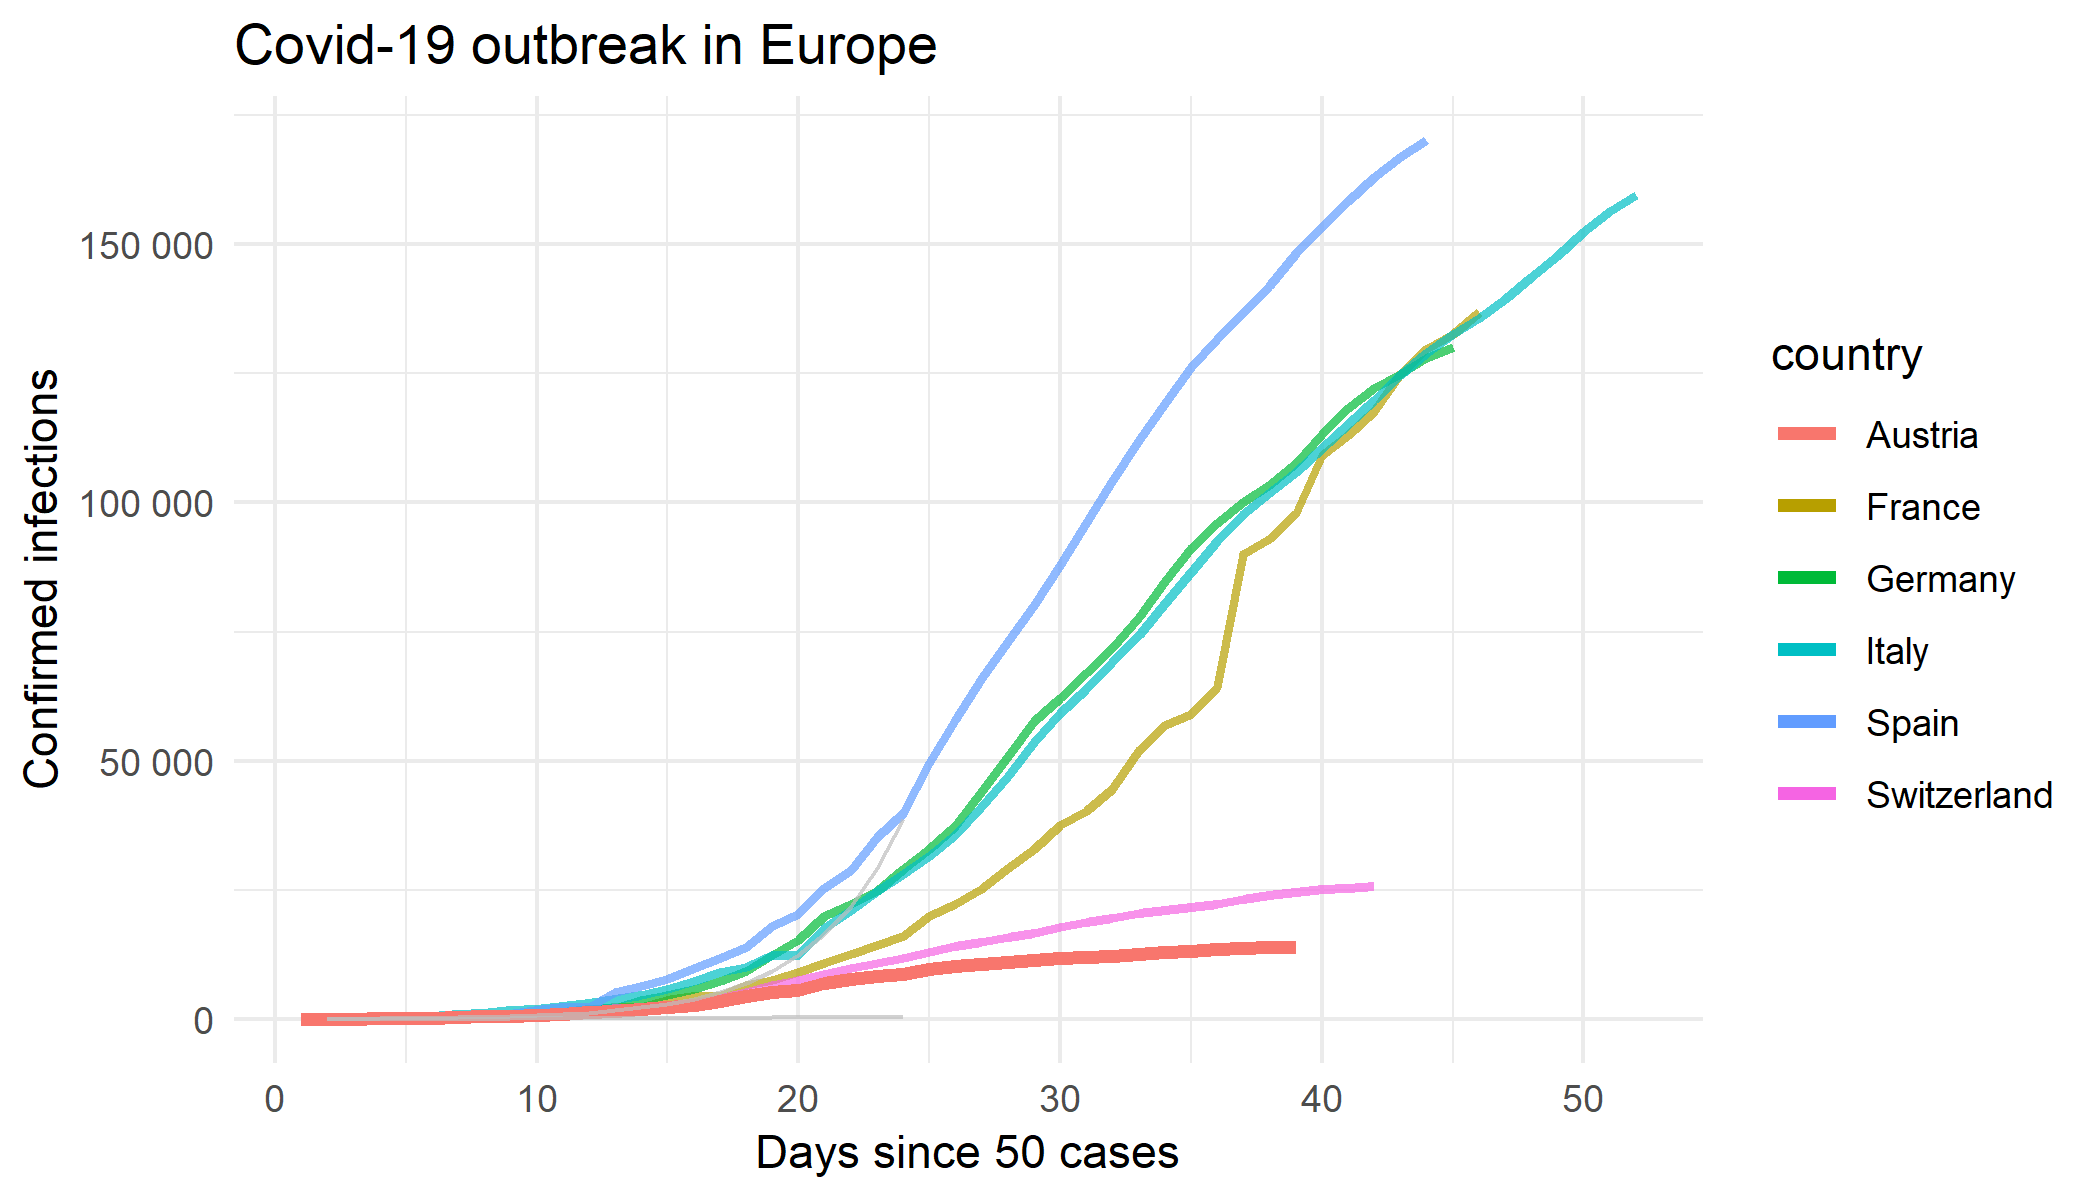 Covid-19 outbreak in Europe
Confirmed infections
150 000
100 000
50 000
0
0 10 20 30 40 50
Days since 50 cases
country
Austria
France
Germany
Italy
Spain
Switzerland